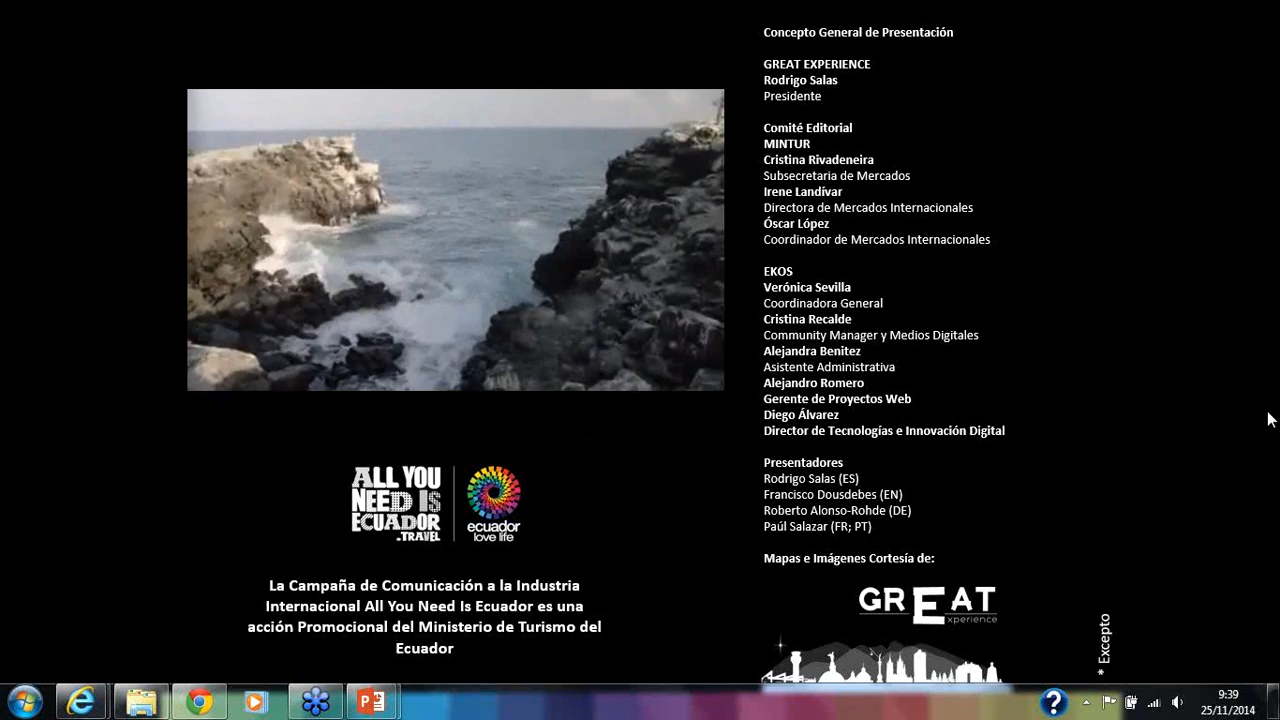 Concepto General de Presentación
GREAT EXPERIENCE
Rodrigo Salas
Presidente
Comité Editorial
MINTUR
Cristina Rivadeneira
Subsecretaria de Mercados
Irene Landívar
Directora de Mercados Internacionales
Óscar López
Coordinador de Mercados Internacionales
EKOS
Verónica Sevilla
Coordinadora General
Cristina Recalde
Community Manager y Medios Digitales
Alejandra Benitez
Asistente Administrativa
Alejandro Romero
Gerente de Proyectos Web
Diego Álvarez
Director de Tecnologías e Innovación Digital
Presentadores
Rodrigo Salas (ES)
Francisco Dousdebes (EN)
Roberto Alonso-Rohde (DE)
Paúl Salazar (FR; PT)
Mapas e Imágenes Cortesía de:
GREAT
xperience
* Excepto
ALL YOU
NEED IS
ECUADOR
.TRAVEL
ecuador
love life
La Campaña de Comunicación a la Industria
Internacional All You Need Is Ecuador es una
acción Promocional del Ministerio de Turismo del
Ecuador
9:39
25/11/2014